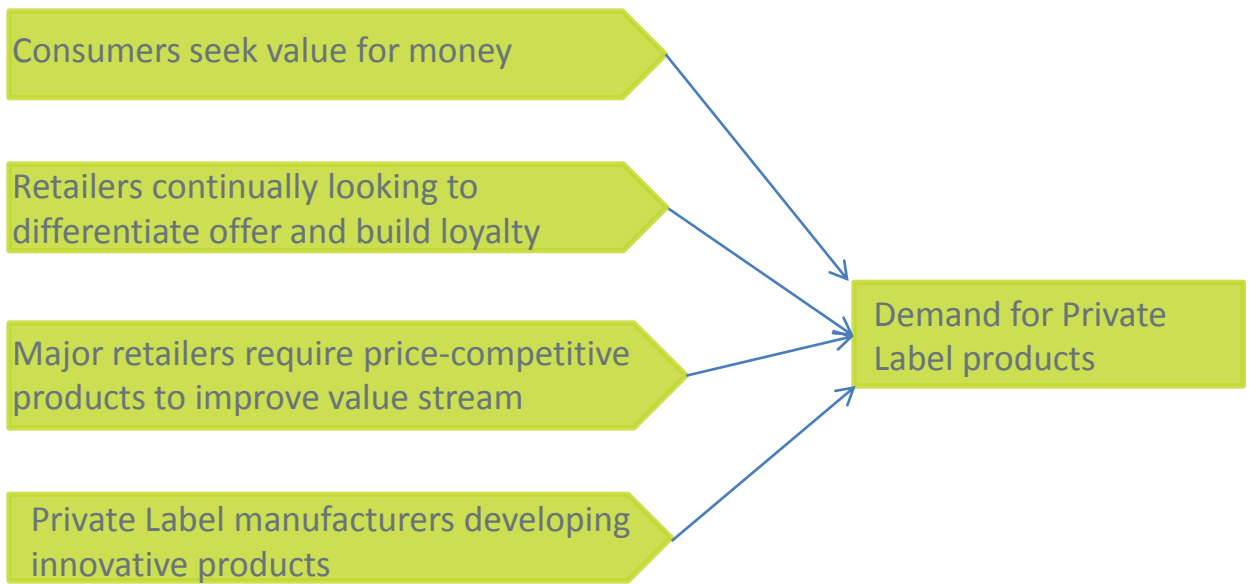 Consumers seek value for money
Retailers continually looking to
differentiate offer and build loyalty
Major retailers require price-competitive
products to improve value stream
Private Label manufacturers developing
innovative products
Demand for Private
Label products